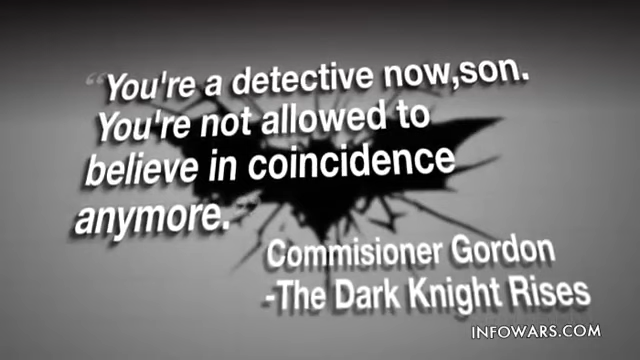 “You're a detective now,son.
You're not allowed to
believe in coincidence
anymore.”
Commisioner Gordon
-The Dark Knight Rises
INFOWARS.COM